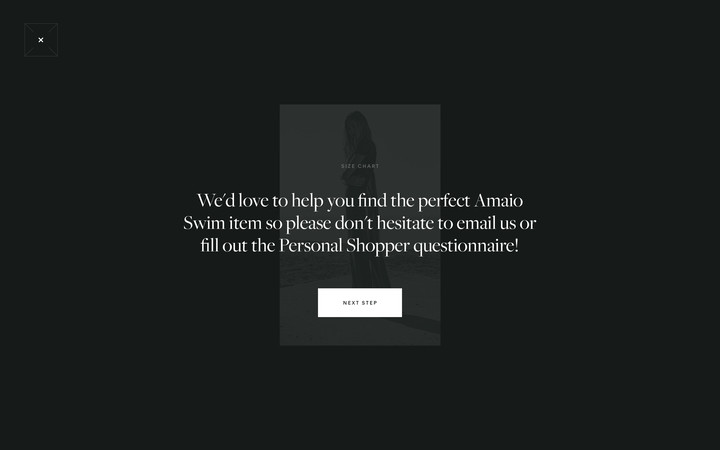 SIZE CHART
We'd love to help you find the perfect Amaio
Swim item so please don't hesitate to email us or
fill out the Personal Shopper questionnaire!
NEXT STEP